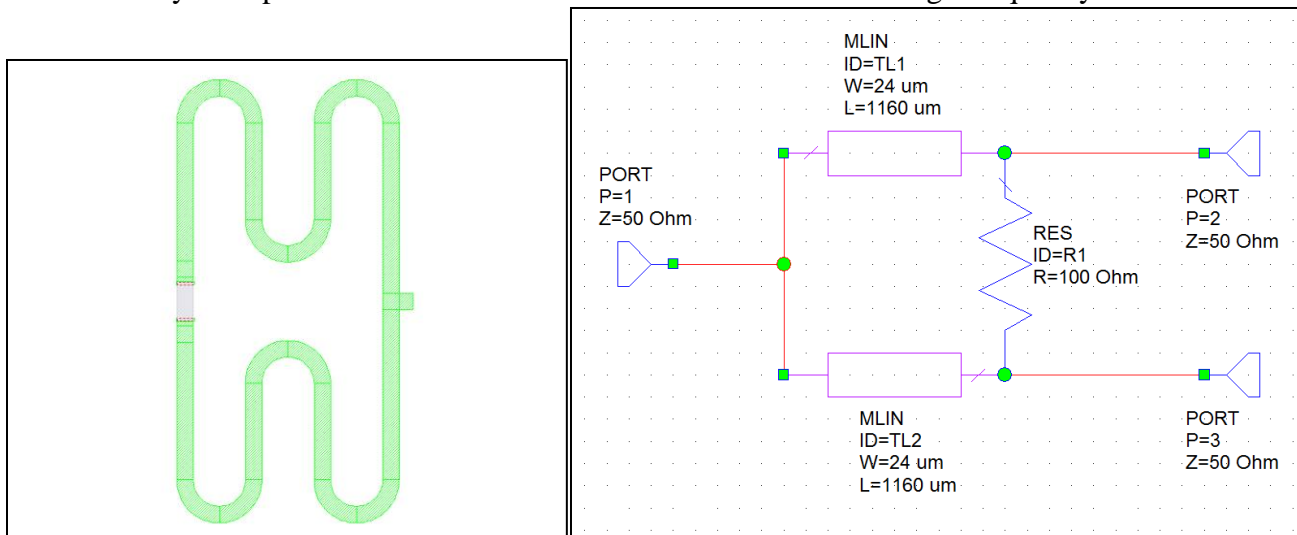 MLIN
ID=TL1
W=24 um
L=1160 um
PORT
P=1
Z=50 Ohm
PORT
P=2
Z=50 Ohm
RES
ID=R1
R=100 Ohm
MLIN
ID=TL2
W=24 um
L=1160 um
PORT
P=3
Z=50 Ohm